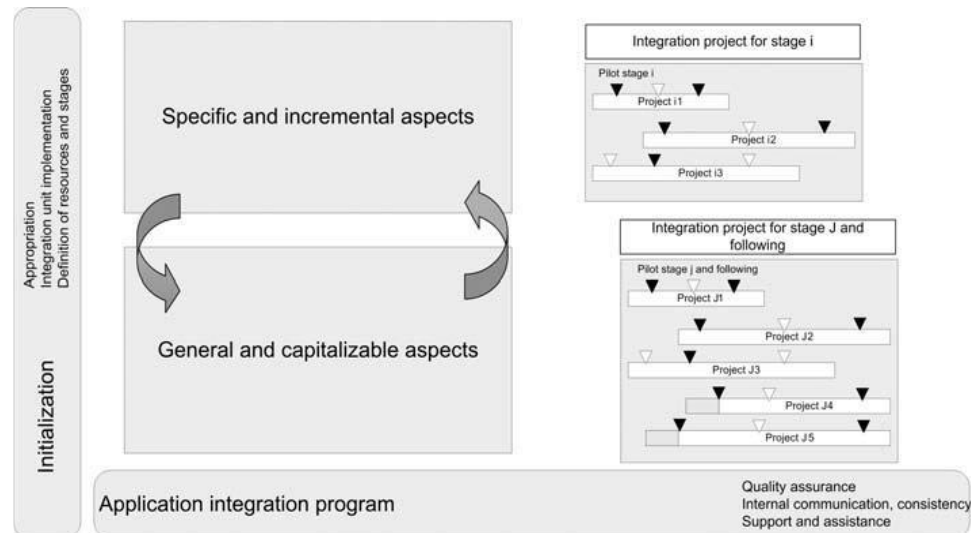 Appropriation
Integration unit implementation
Definition of resources and stages
Initialization
Specific and incremental aspects
General and capitalizable aspects
Integration project for stage i
Pilot stage i
Project i1
Project i2
Project i3
Integration project for stage J and
following
Pilot stage j and following
Project J1
Project J2
Project J3
Project J4
Project J5
Application integration program
Quality assurance
Internal communication, consistency
Support and assistance